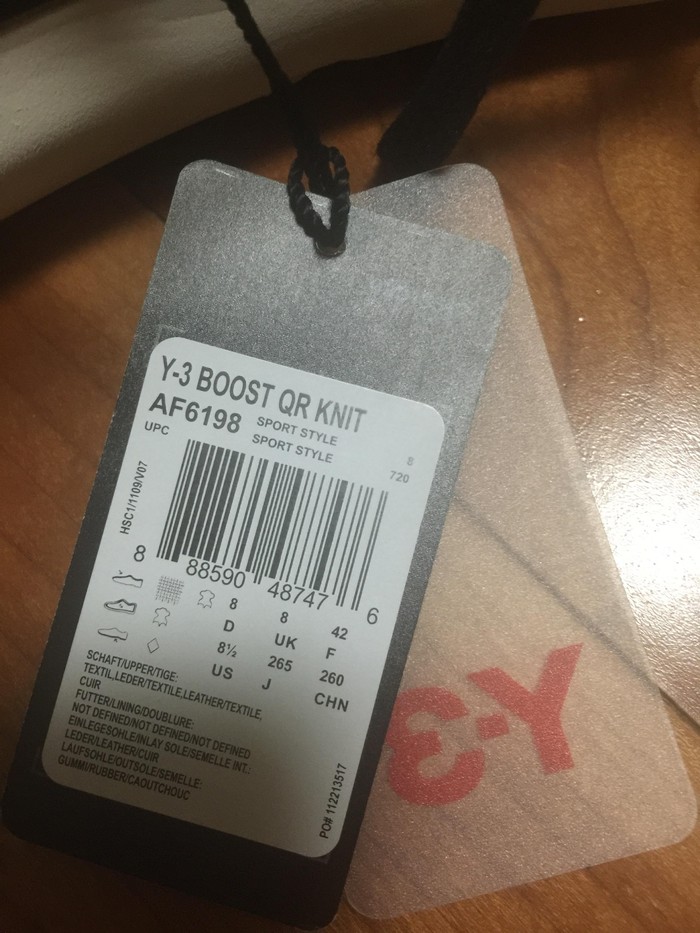 Y-3 BOOST QR KNIT
AF6198 SPORT STYLE
SPORT STYLE
UPC
8
720
HSC1/1109/V07
8 88590 48747 6
8 8 42
D UK F
8½ 265 260
US J CHN
SCHAFT/UPPER/TIGE:
TEXTIL,LEDER/TEXTILE,LEATHER/TEXTILE,
CUIR
FUTTER/LINING/DOUBLURE:
NOT DEFINED/NOT DEFINED/NOT DEFINED
EINLEGESOHLE/INLAY SOLE/SEMELLE INT.:
LEDER/LEATHER/CUIR
LAUFSOHLE/OUTSOLE/SEMELLE:
GUMMI/RUBBER/CAOUTCHOUC
PO# 112213517
Y-3